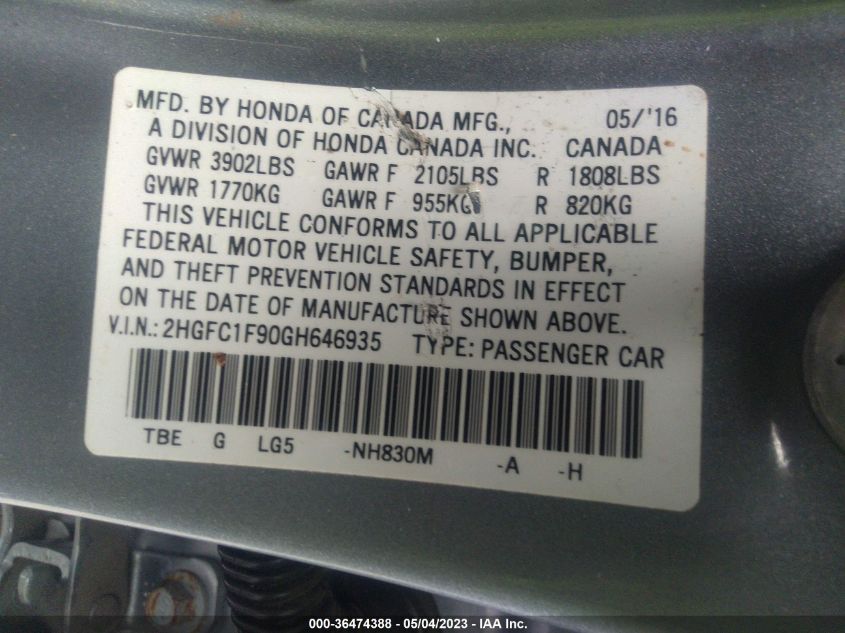 MFD. BY HONDA OF CANADA MFG., 05/'16
A DIVISION OF HONDA CANADA INC. CANADA
GVWR 3902LBS GAWR F 2105LBS R 1808LBS
GVWR 1770KG GAWR F 955KG R 820KG
THIS VEHICLE CONFORMS TO ALL APPLICABLE
FEDERAL MOTOR VEHICLE SAFETY, BUMPER,
AND THEFT PREVENTION STANDARDS IN EFFECT
ON THE DATE OF MANUFACTURE SHOWN ABOVE.
V.I.N.: 2HGFC1F90GH646935 TYPE: PASSENGER CAR
TBE G LG5 -NH830M -A -H
000-36474388 - 05/04/2023 - IAA Inc.